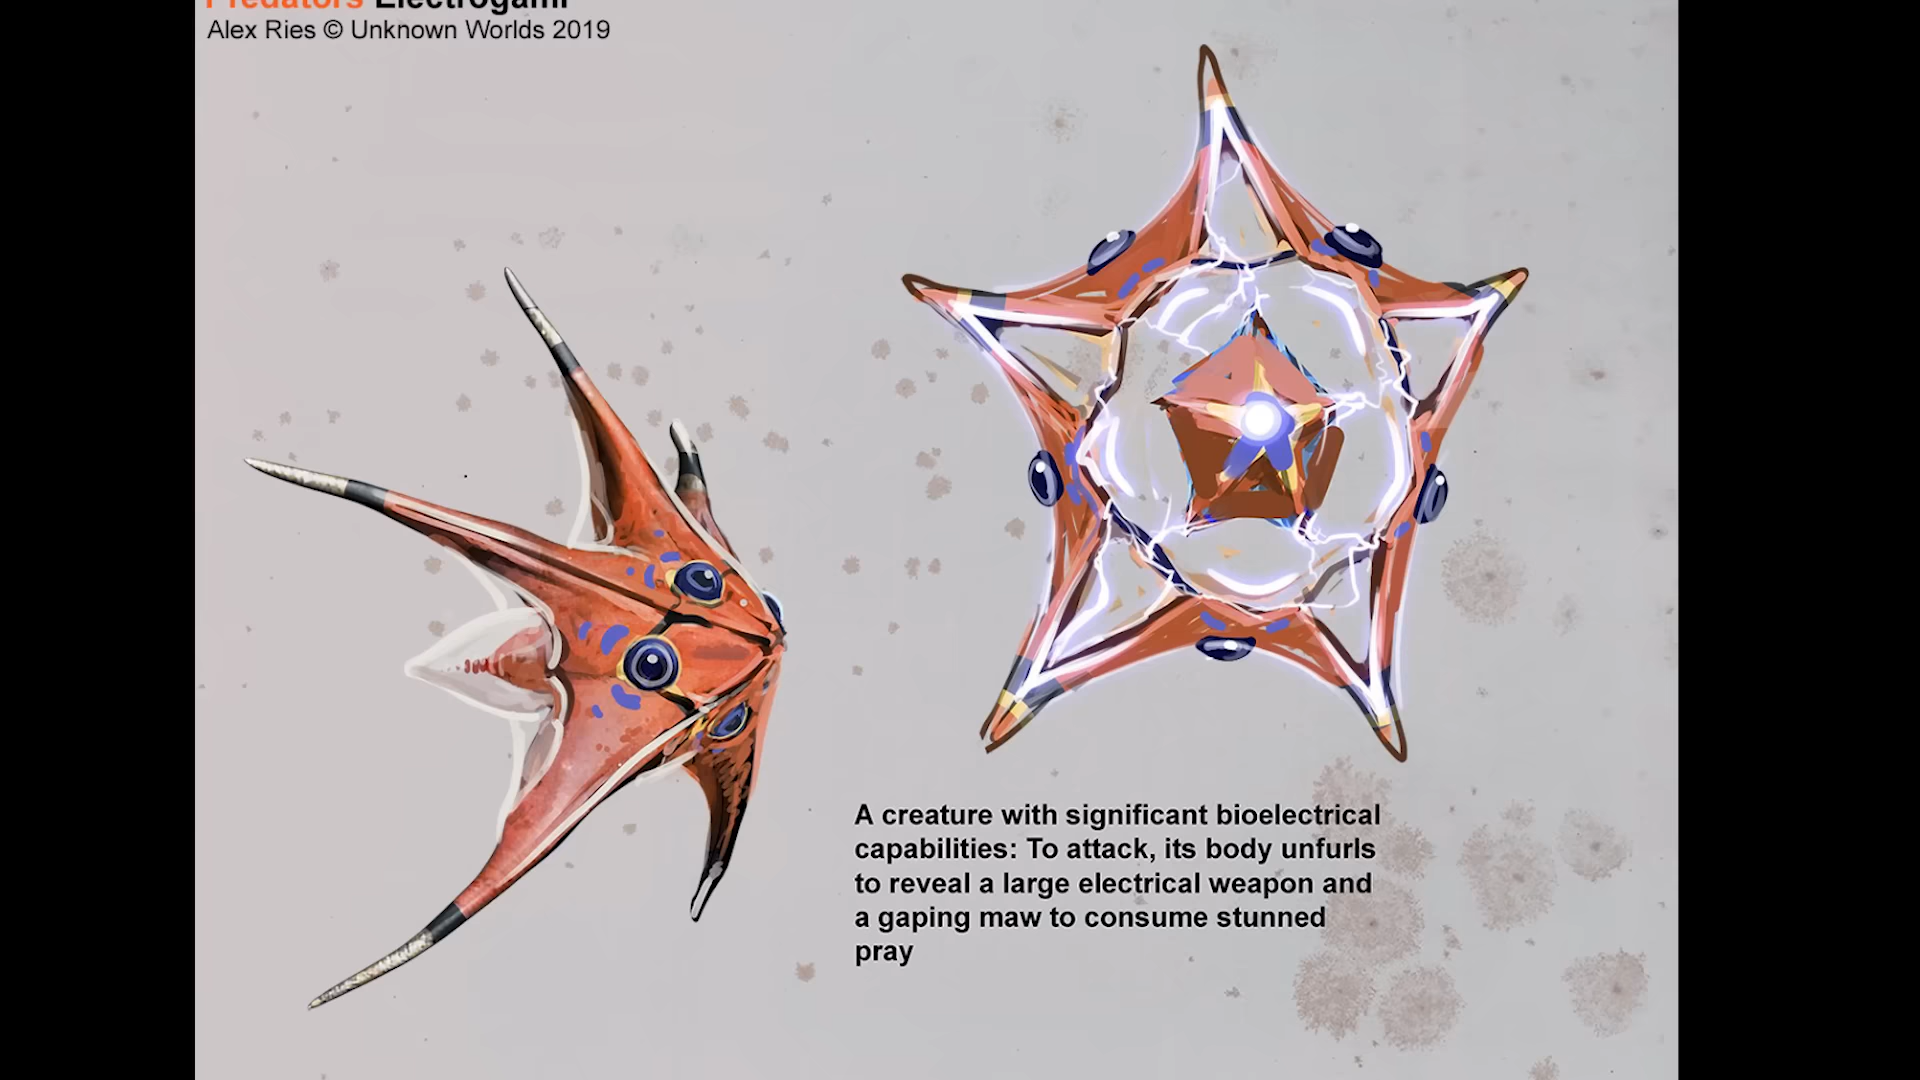 Predators Electrogami
Alex Ries © Unknown Worlds 2019
A creature with significant bioelectrical
capabilities: To attack, its body unfurls
to reveal a large electrical weapon and
a gaping maw to consume stunned
pray